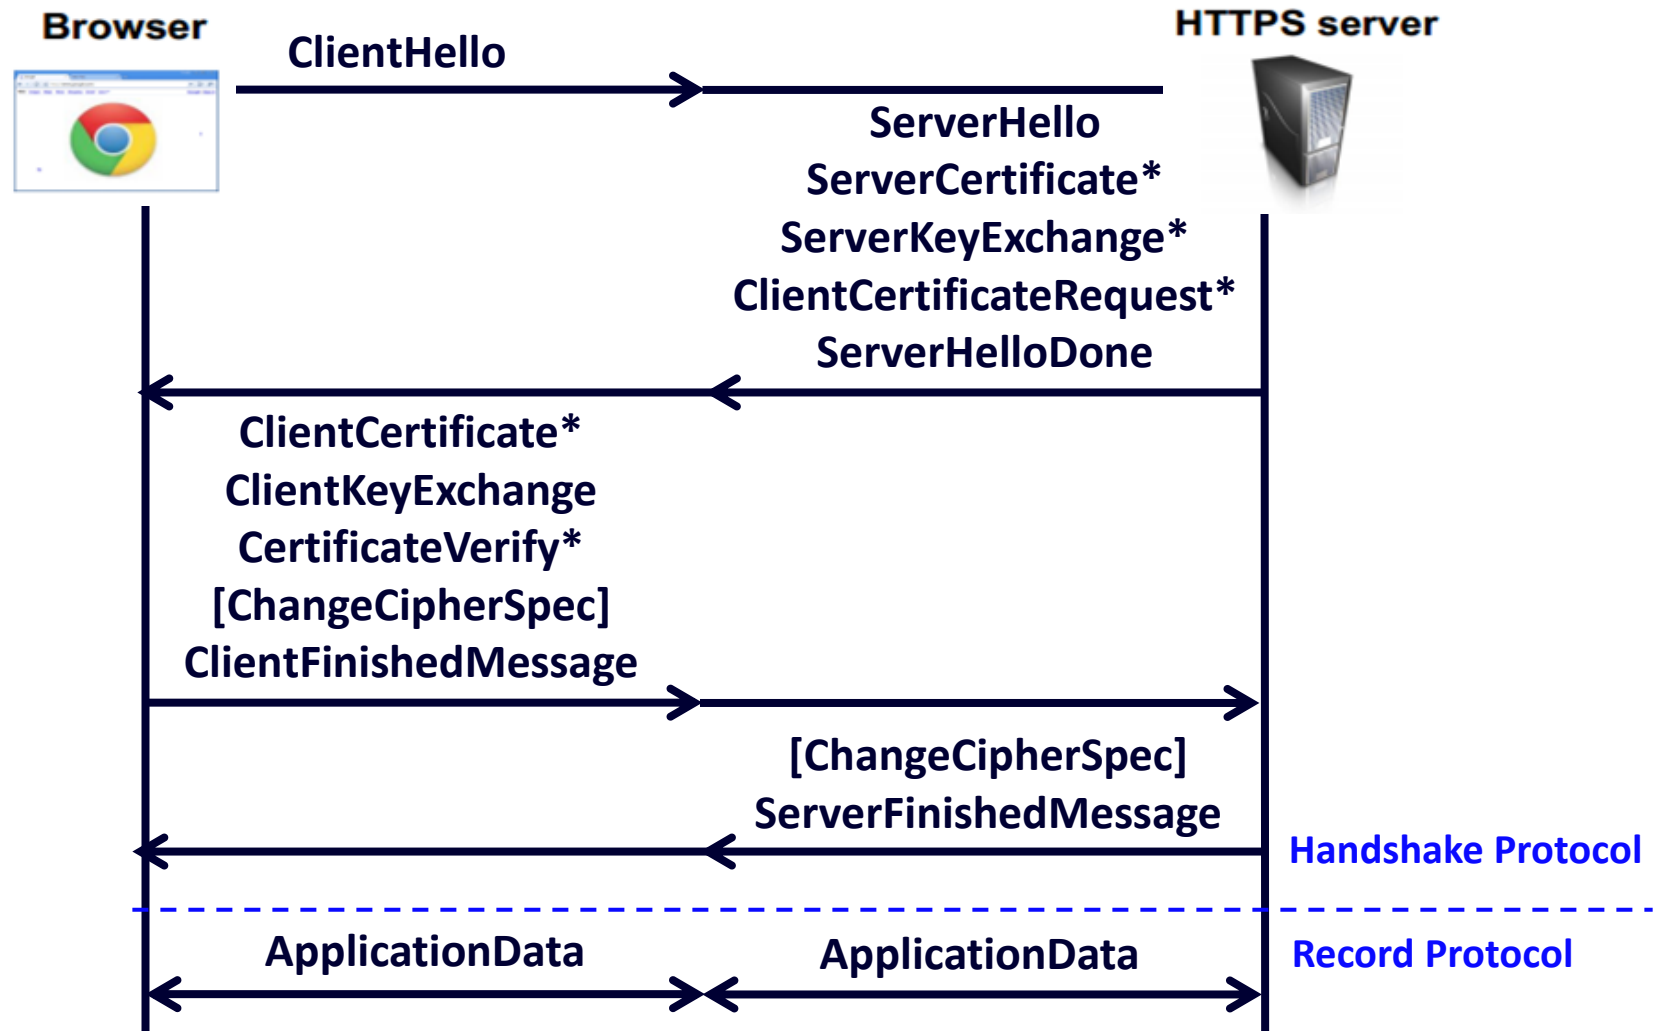 Browser
HTTPS server
ClientHello
ServerHello
ServerCertificate*
ServerKeyExchange*
ClientCertificateRequest*
ServerHelloDone
ClientCertificate*
ClientKeyExchange
CertificateVerify*
[ChangeCipherSpec]
ClientFinishedMessage
[ChangeCipherSpec]
ServerFinishedMessage
Handshake Protocol
ApplicationData
ApplicationData
Record Protocol